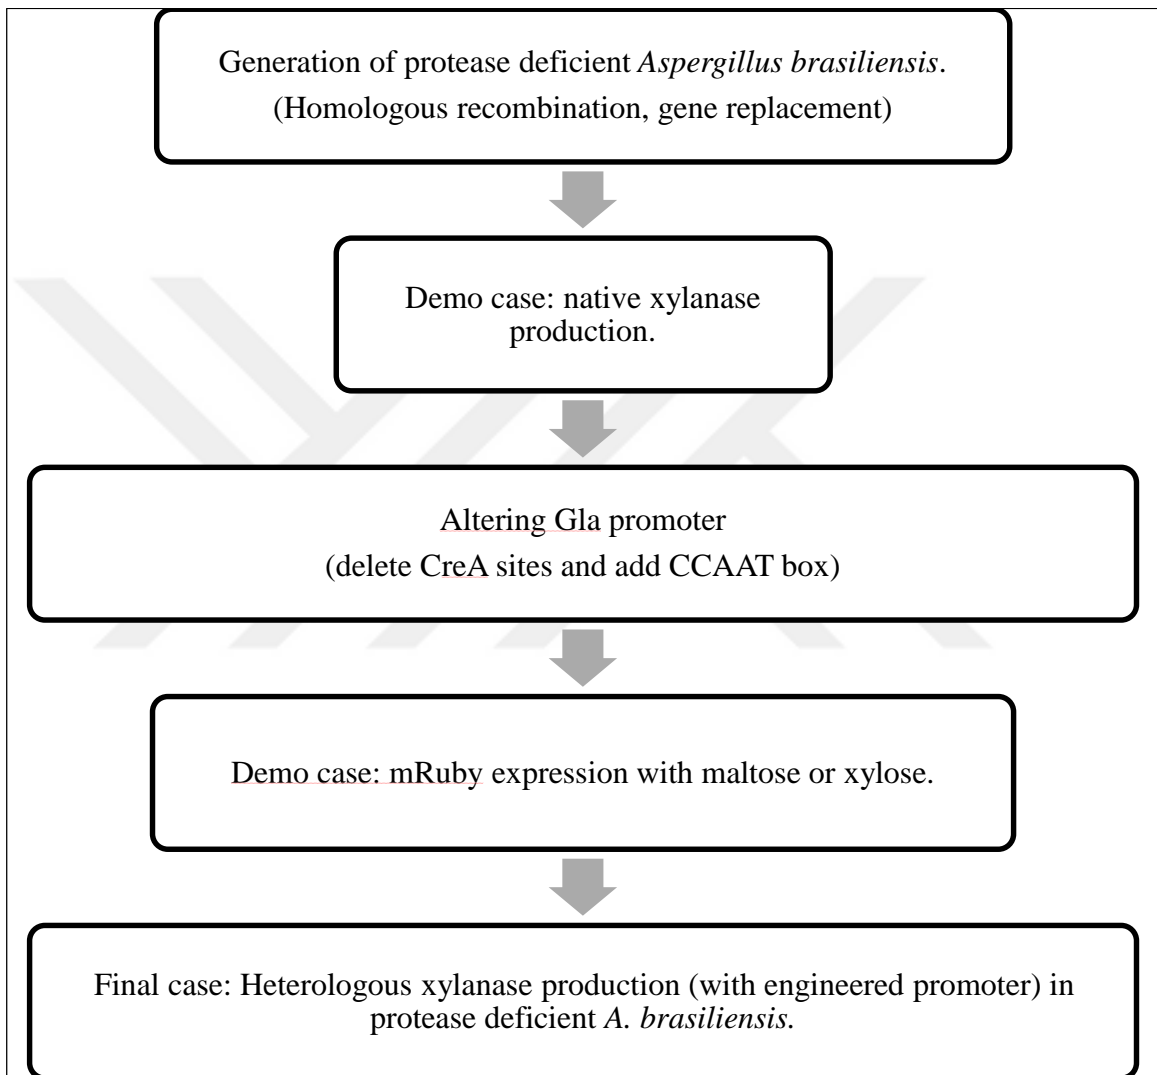 Generation of protease deficient Aspergillus brasiliensis.
(Homologous recombination, gene replacement)
Demo case: native xylanase
production.
Altering Gla promoter
(delete CreA sites and add CCAAT box)
Demo case: mRuby expression with maltose or xylose.
Final case: Heterologous xylanase production (with engineered promoter) in
protease deficient A. brasiliensis.